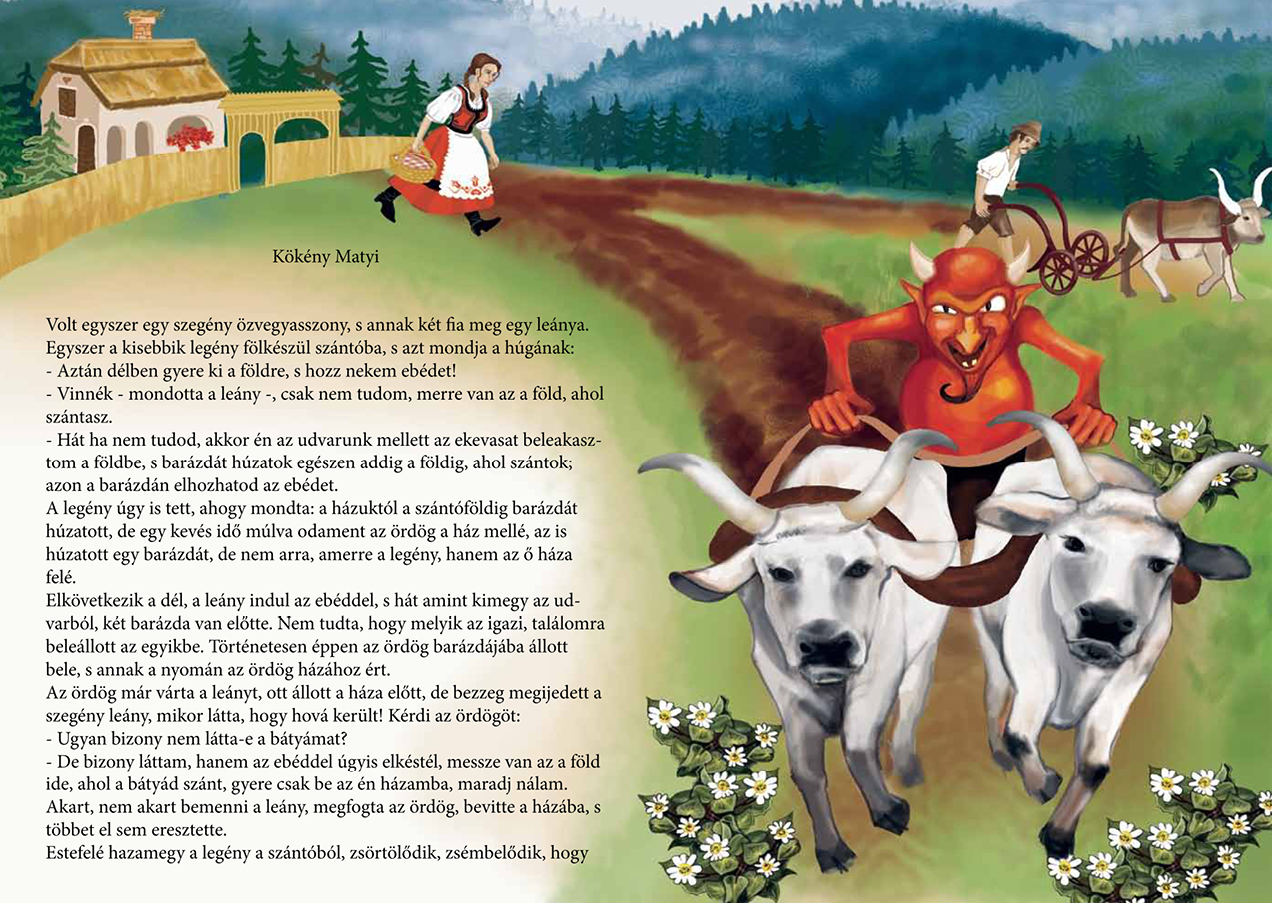 Kökény Matyi
Volt egyszer egy szegény özvegyasszony, s annak két fia meg egy leánya.
Egyszer a kisebbik legény fölkészül szántóba, s azt mondja a húgának:
- Aztán délben gyere ki a földre, s hozz nekem ebédet!
- Vinnék - mondotta a leány -, csak nem tudom, merre van az a föld, ahol
szántasz.
- Hát ha nem tudod, akkor én az udvarunk mellett az ekevasat beleakasz-
tom a földbe, s barázdát húzatok egészen addig a földig, ahol szántok;
azon a barázdán elhozhatod az ebédet.
A legény úgy is tett, ahogy mondta: a házuktól a szántóföldig barázdát
húzatott, de egy kevés idő múlva odament az ördög a ház mellé, az is
húzatott egy barázdát, de nem arra, amerre a legény, hanem az ő háza
felé.
Elkövetkezik a dél, a leány indul az ebéddel, s hát amint kimegy az ud-
varból, két barázda van előtte. Nem tudta, hogy melyik az igazi, találomra
beleállott az egyikbe. Történetesen éppen az ördög barázdájába állott
bele, s annak a nyomán az ördög házához ért.
Az ördög már várta a leányt, ott állott a háza előtt, de bezzeg megijedett a
szegény leány, mikor látta, hogy hová került! Kérdi az ördögöt:
- Ugyan bizony nem látta-e a bátyámat?
- De bizony láttam, hanem az ebéddel úgyis elkéstél, messze van az a föld
ide, ahol a bátyád szánt, gyere csak be az én házamba, maradj nálam.
Akart, nem akart bemenni a leány, megfogta az ördög, bevitte a házába, s
többet el sem eresztette.
Estefelé hazamegy a legény a szántóból, zsörtölődik, zsémbelődik, hogy